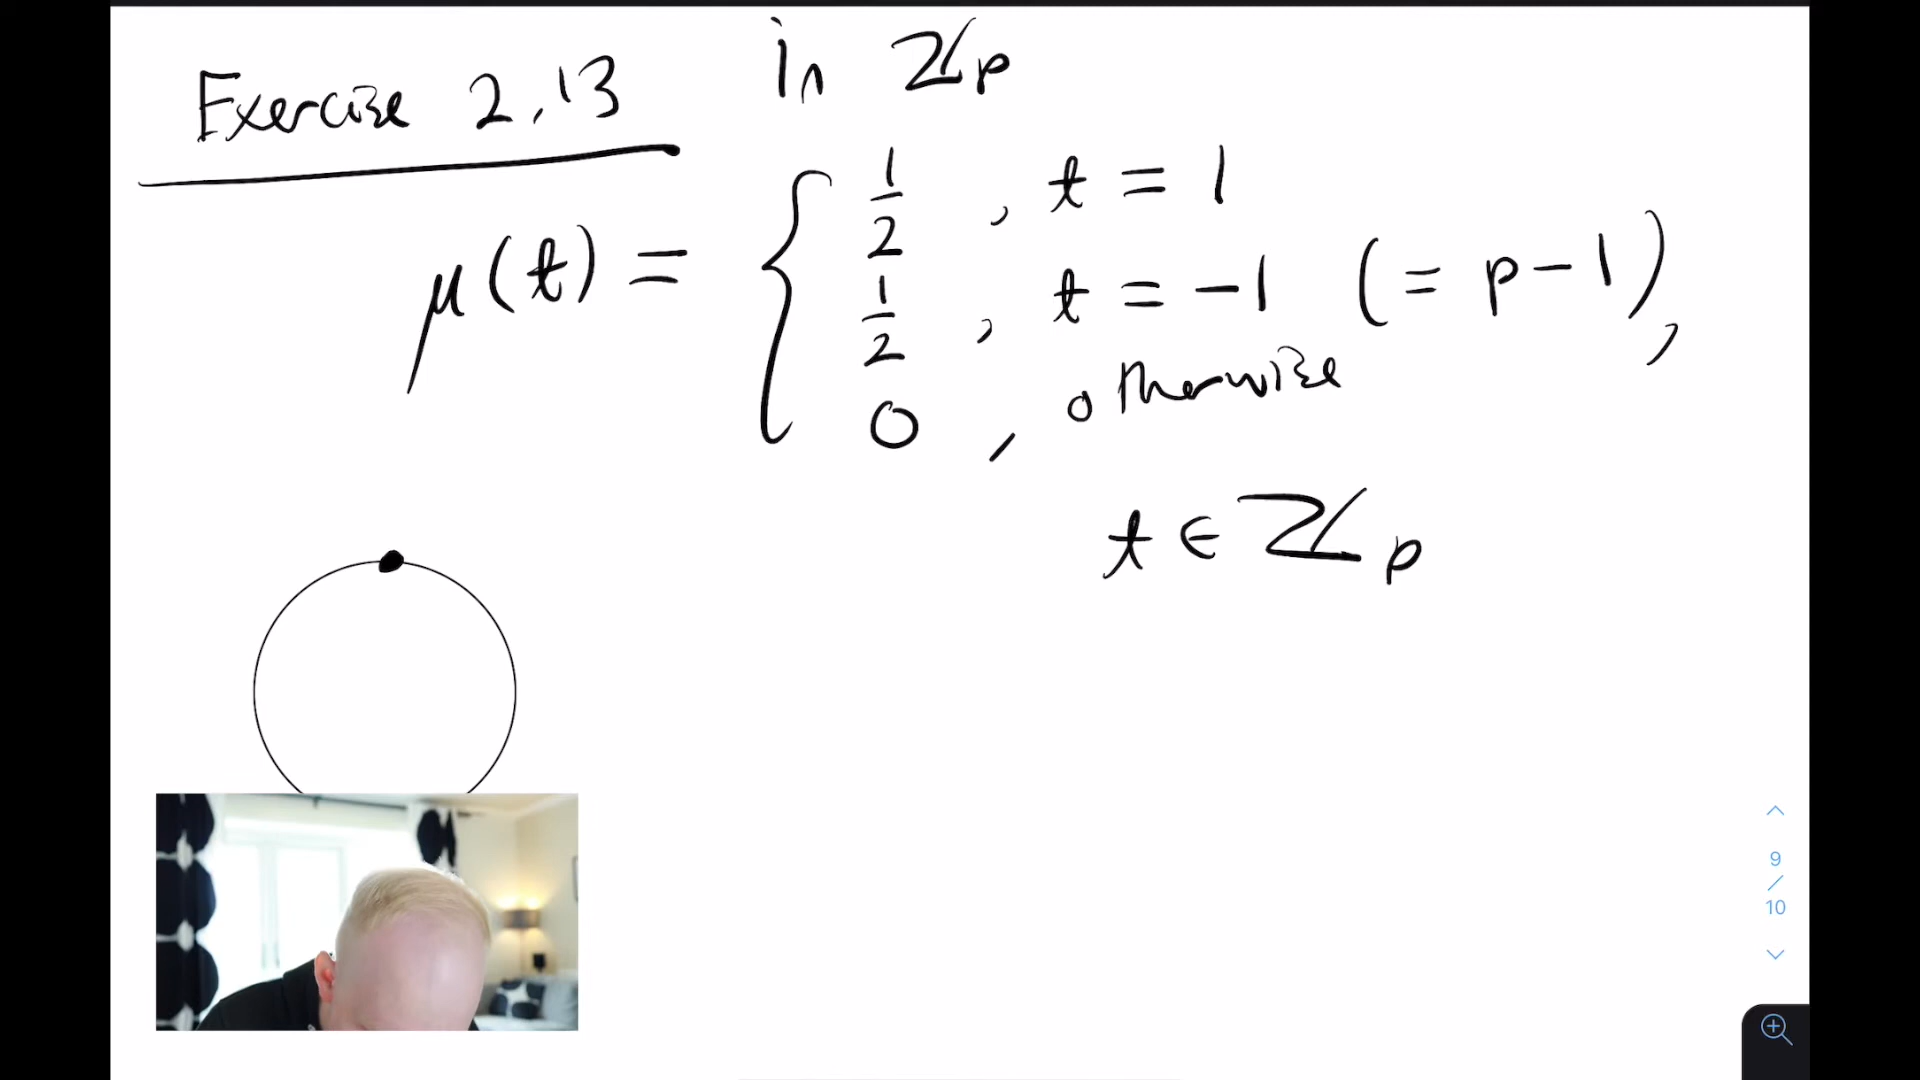 Exercise 2.13 in ℤp
μ(t) = { 1/2 , t = 1
1/2 , t = -1 (= p-1),
0 , otherwise
t ∈ ℤp
9
/
10